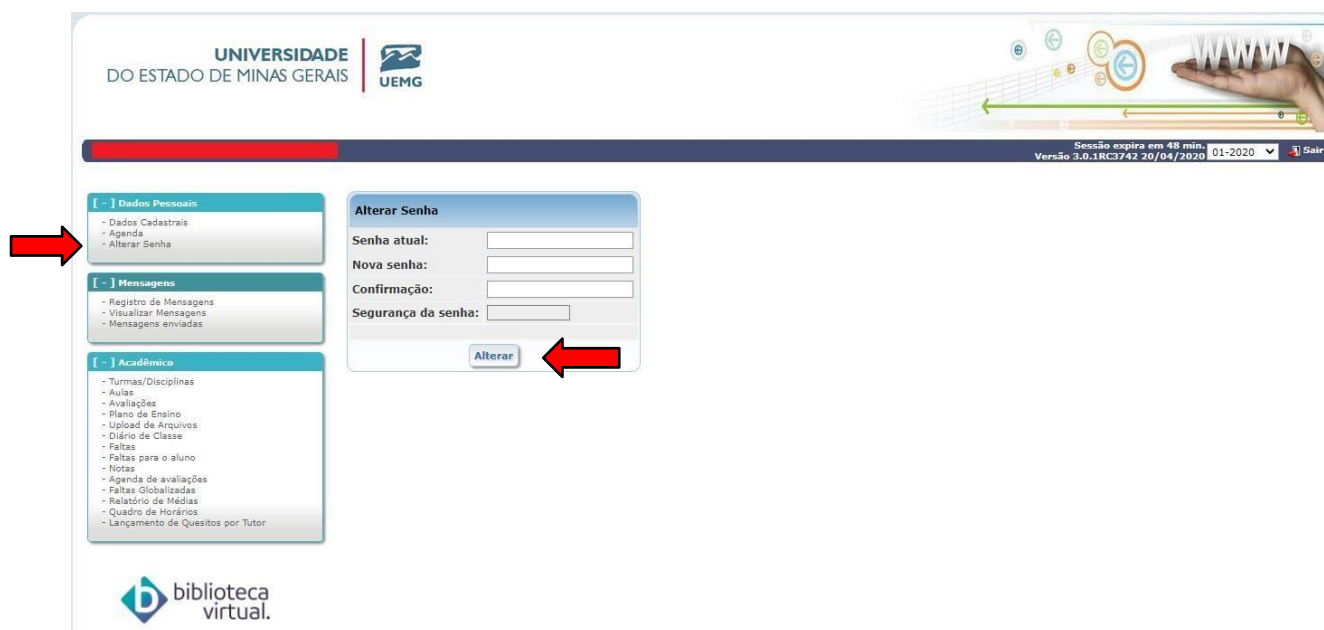 UNIVERSIDADE
DO ESTADO DE MINAS GERAIS
UEMG
WWW
Sessão expira em 48 min.
Versão 3.0.1RC3742 20/04/2020
01-2020
Sair
[ - ] Dados Pessoais
- Dados Cadastrais
- Agenda
- Alterar Senha
[ - ] Mensagens
- Registro de Mensagens
- Visualizar Mensagens
- Mensagens enviadas
[ - ] Acadêmico
- Turmas/Disciplinas
- Aulas
- Avaliações
- Plano de Ensino
- Upload de Arquivos
- Diário de Classe
- Faltas
- Faltas para o aluno
- Notas
- Agenda de avaliações
- Faltas Globalizadas
- Relatório de Médias
- Quadro de Horários
- Lançamento de Quesitos por Tutor
Alterar Senha
Senha atual:
Nova senha:
Confirmação:
Segurança da senha:
Alterar
biblioteca
virtual.